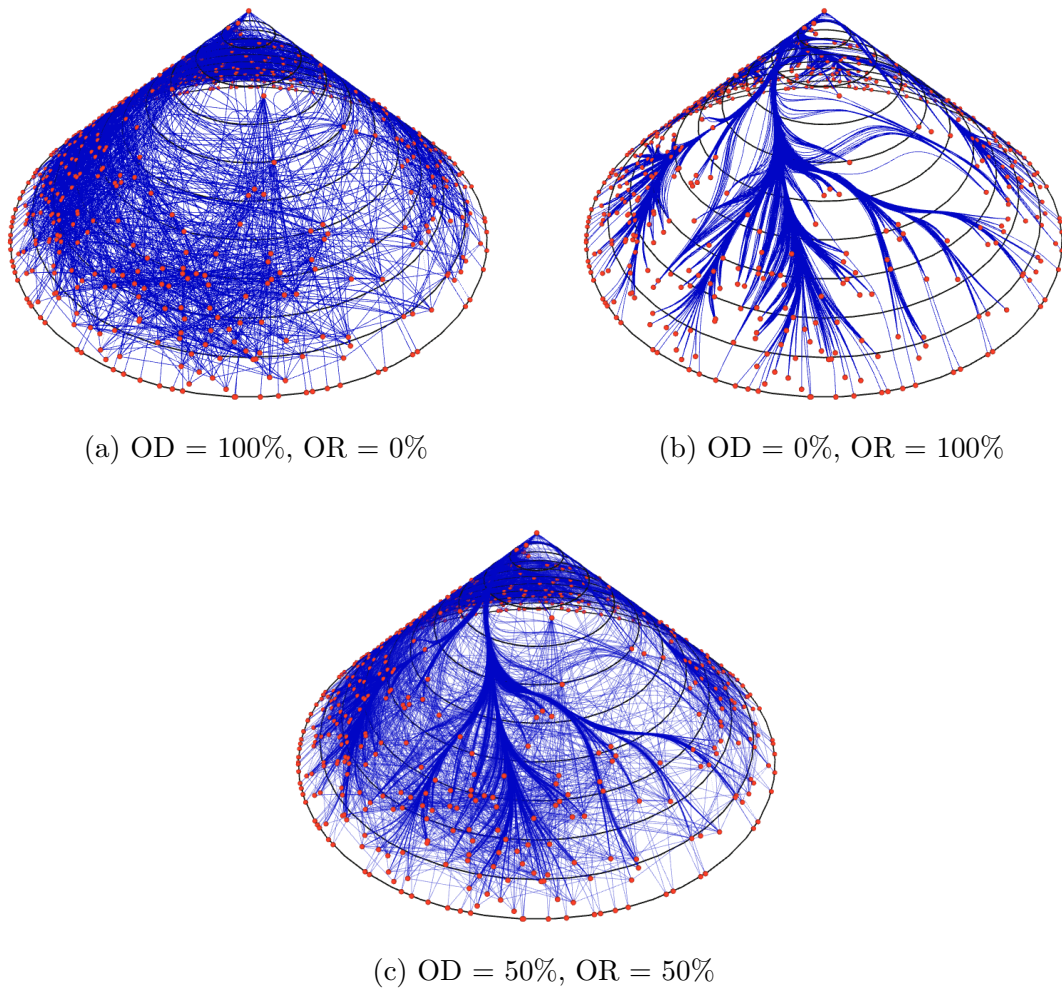 (a) OD = 100%, OR = 0%
(b) OD = 0%, OR = 100%
(c) OD = 50%, OR = 50%